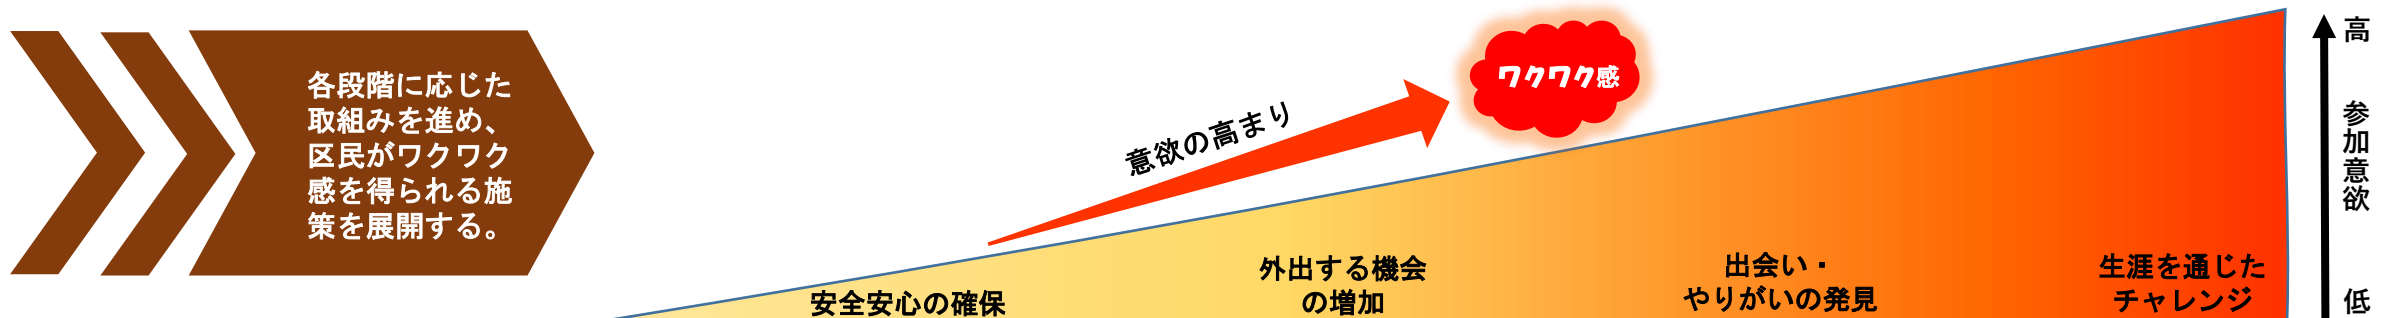 各段階に応じた
取組みを進め、
区民がワクワク
感を得られる施
策を展開する。
意欲の高まり
ワクワク感
安全安心の確保
外出する機会
の増加
出会い・
やりがいの発見
生涯を通じた
チャレンジ
高
参加意欲
低